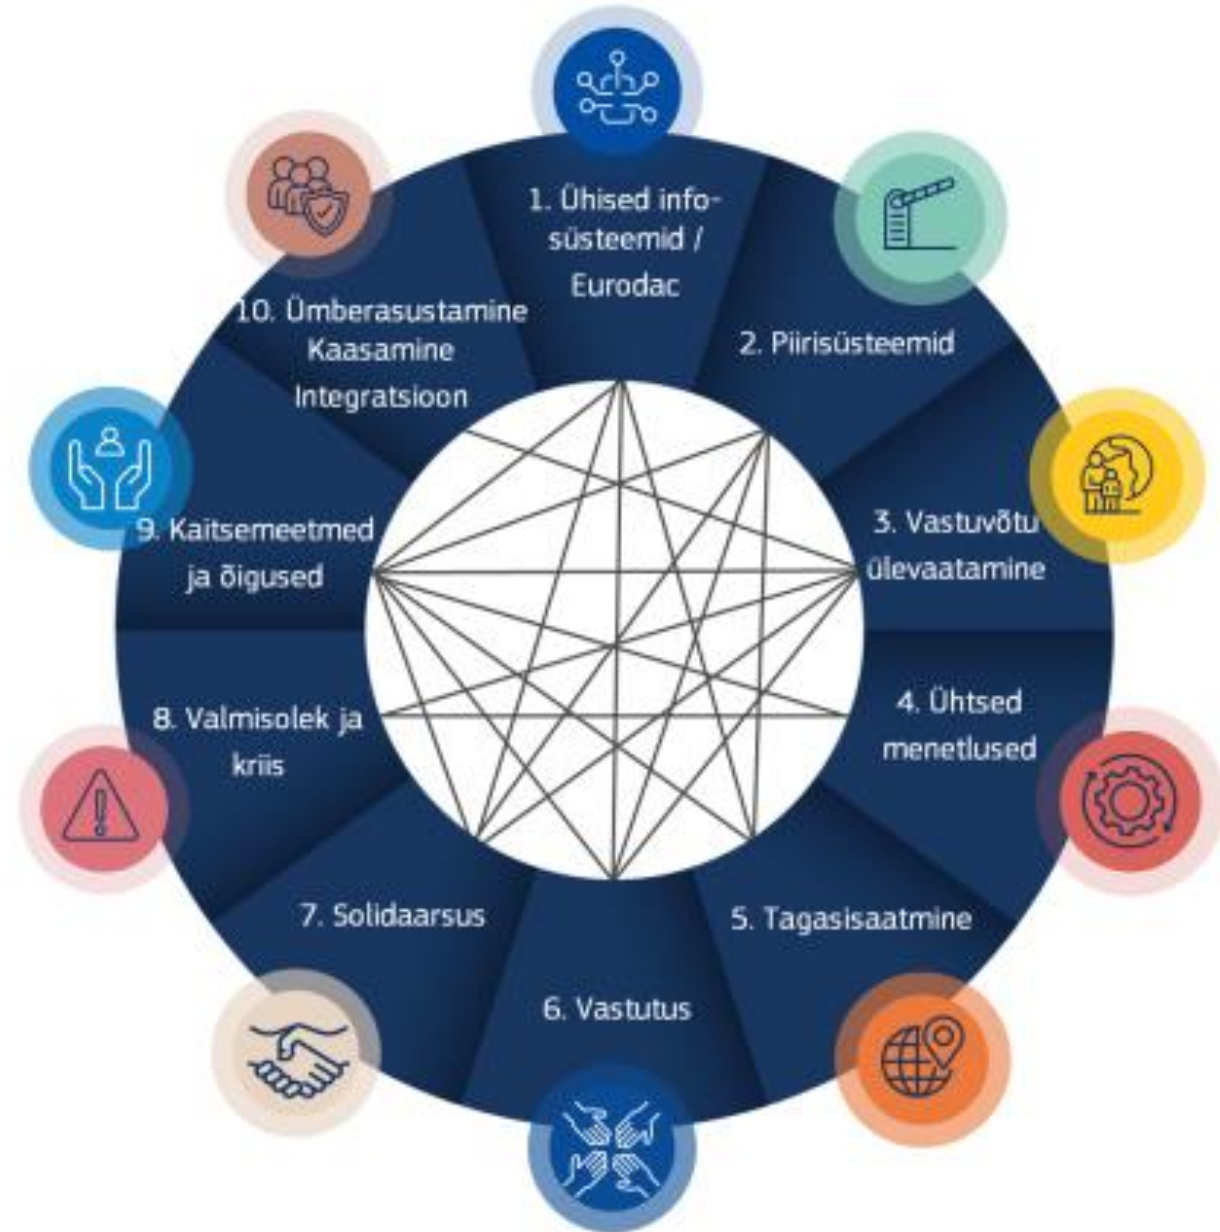 1. Ühised info-
süsteemid /
Eurodac
2. Piirisüsteemid
3. Vastuvõtu
ülevaatamine
4. Ühtsed
menetlused
5. Tagasisaatmine
6. Vastutus
7. Solidaarsus
8. Valmisolek ja
kriis
9. Kaitsemeetmed
ja õigused
10. Ümberasustamine
Kaasamine
Integratsioon